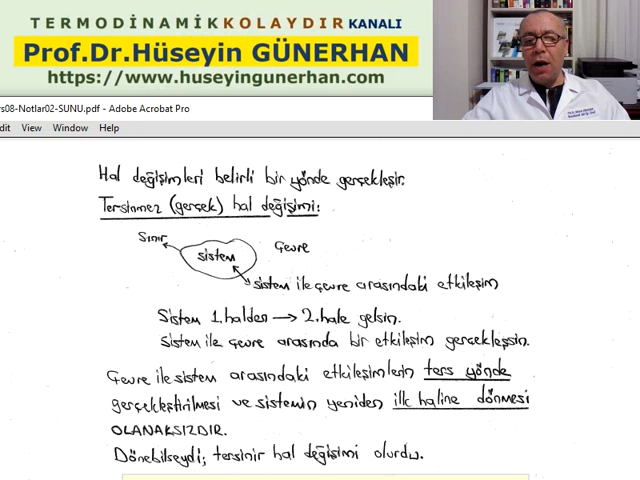 TERMODİNAMİKKOLAYDIR KANALI
Prof.Dr.Hüseyin GÜNERHAN
https://www.huseyingunerhan.com
rs08-Notlar02-SUNU.pdf - Adobe Acrobat Pro
dit View Window Help
Hal değişimleri belirli bir yönde gerçekleşir.
Tersinmez (gerçek) hal değişimi:
Sınır
sistem
Çevre
sistem ile çevre arasındaki etkileşim
Sistem 1.halden → 2.hale gelsin.
Sistem ile çevre arasında bir etkileşim gerçekleşsin.
Çevre ile sistem arasındaki etkileşimlerin ters yönde
gerçekleştirilmesi ve sistemin yeniden ilk haline dönmesi
OLANAKSIZDIR.
Dönebilseydi; tersinir hal değişimi olurdu.